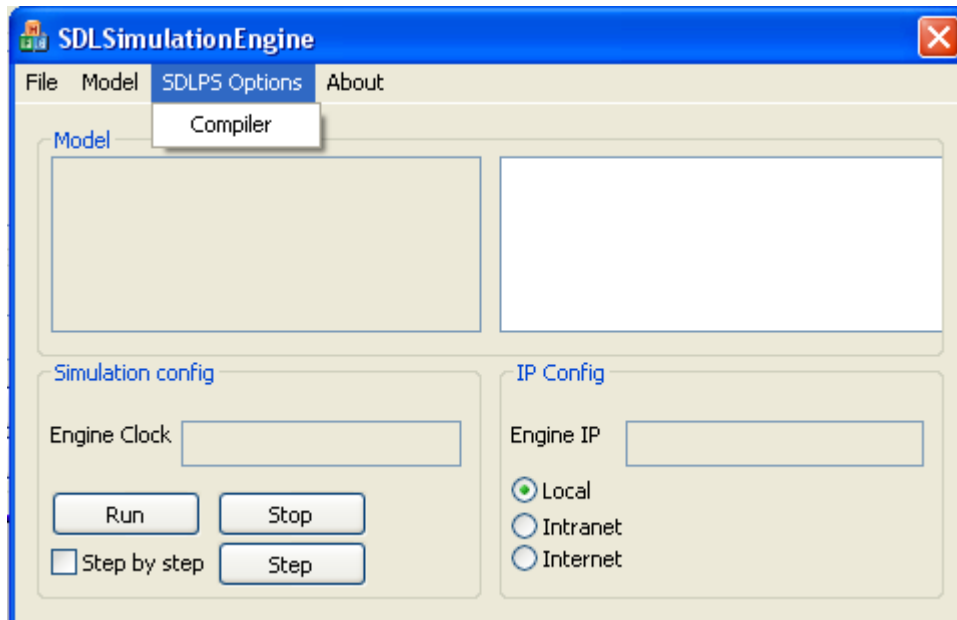 SDLSimulationEngine
File Model SDLPS Options About
Compiler
Model
Simulation config
Engine Clock
Run Stop
Step by step Step
IP Config
Engine IP
Local
Intranet
Internet